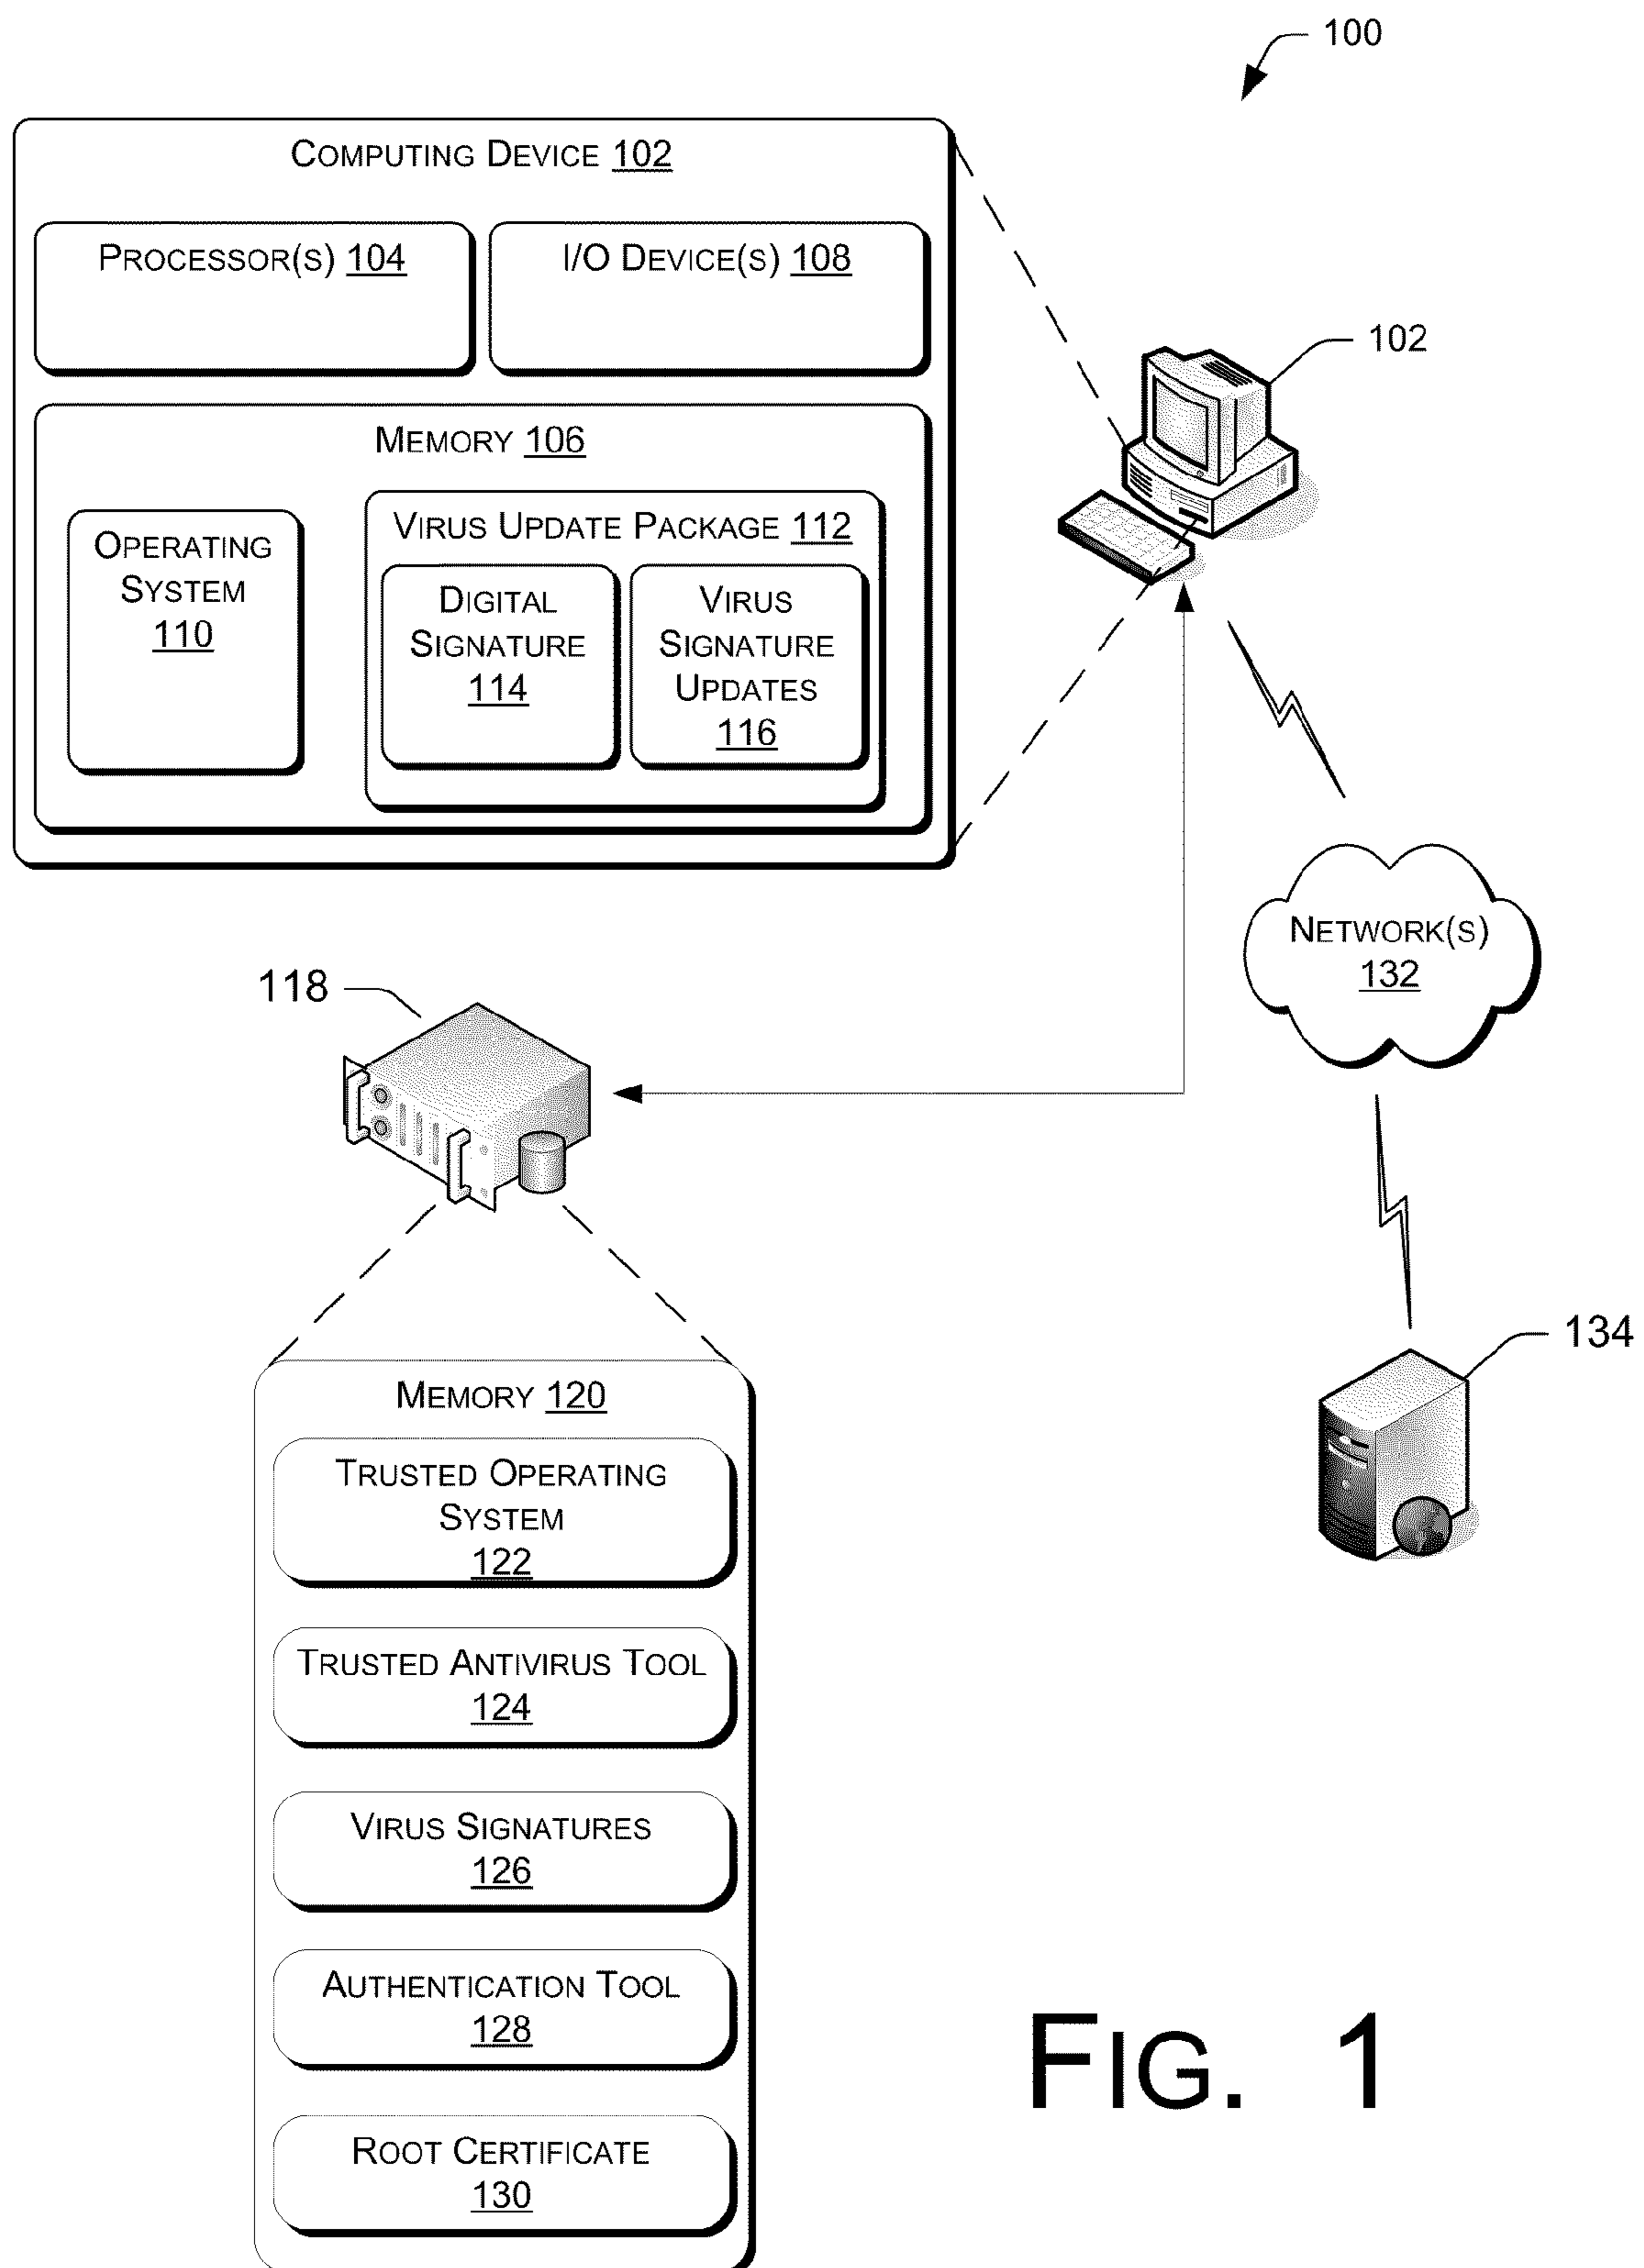 100
COMPUTING DEVICE 102
PROCESSOR(S) 104
I/O DEVICE(S) 108
102
MEMORY 106
OPERATING
SYSTEM
110
VIRUS UPDATE PACKAGE 112
DIGITAL
SIGNATURE
114
VIRUS
SIGNATURE
UPDATES
116
NETWORK(S)
132
118
134
MEMORY 120
TRUSTED OPERATING
SYSTEM
122
TRUSTED ANTIVIRUS TOOL
124
VIRUS SIGNATURES
126
AUTHENTICATION TOOL
128
ROOT CERTIFICATE
130
FIG. 1